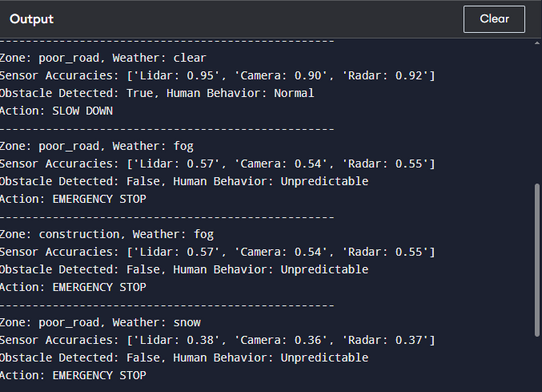 Output
Clear
--------------------------------------------------
Zone: poor_road, Weather: clear
Sensor Accuracies: ['Lidar: 0.95', 'Camera: 0.90', 'Radar: 0.92']
Obstacle Detected: True, Human Behavior: Normal
Action: SLOW DOWN
--------------------------------------------------
Zone: poor_road, Weather: fog
Sensor Accuracies: ['Lidar: 0.57', 'Camera: 0.54', 'Radar: 0.55']
Obstacle Detected: False, Human Behavior: Unpredictable
Action: EMERGENCY STOP
--------------------------------------------------
Zone: construction, Weather: fog
Sensor Accuracies: ['Lidar: 0.57', 'Camera: 0.54', 'Radar: 0.55']
Obstacle Detected: False, Human Behavior: Unpredictable
Action: EMERGENCY STOP
--------------------------------------------------
Zone: poor_road, Weather: snow
Sensor Accuracies: ['Lidar: 0.38', 'Camera: 0.36', 'Radar: 0.37']
Obstacle Detected: False, Human Behavior: Unpredictable
Action: EMERGENCY STOP